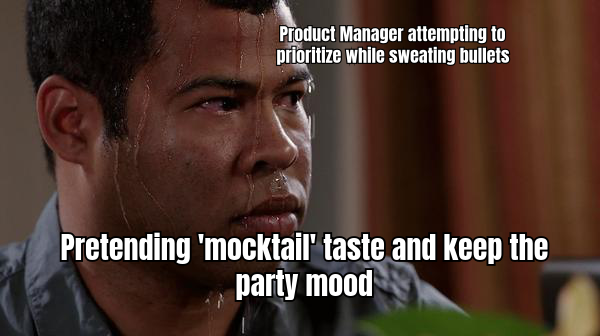 Product Manager attempting to
prioritize while sweating bullets
Pretending 'mocktail' taste and keep the
party mood